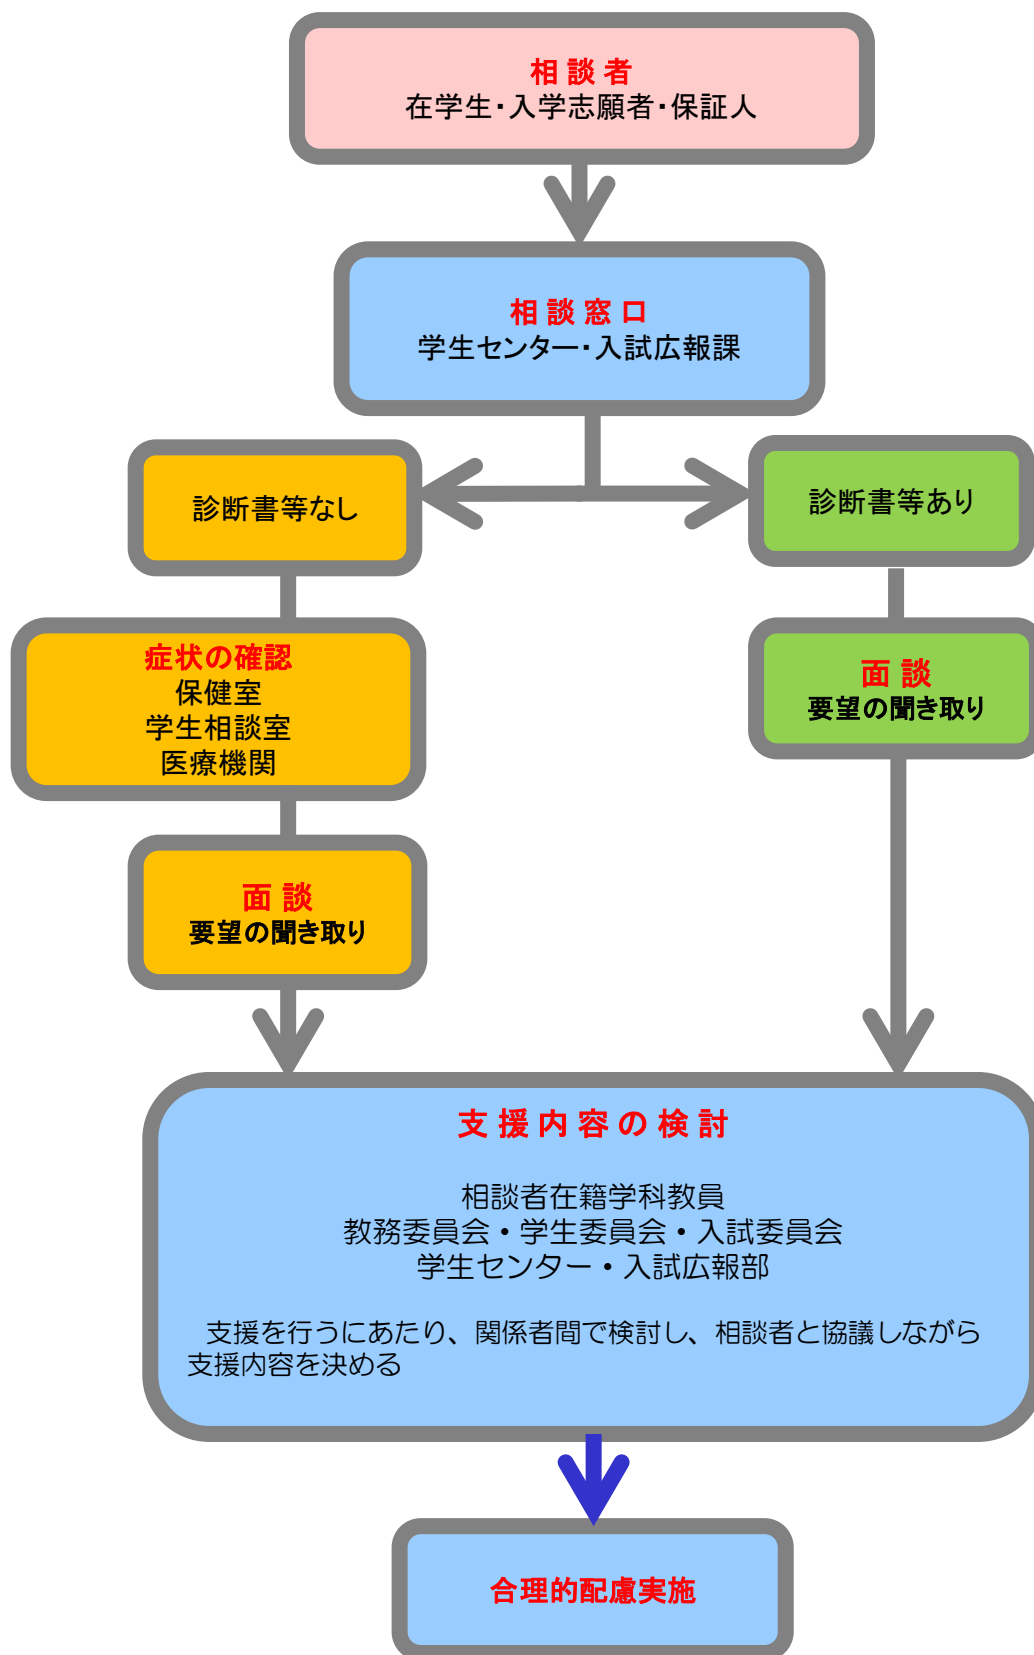 相談者
在学生・入学志願者・保証人
相談窓口
学生センター・入試広報課
診断書等なし
診断書等あり
症状の確認
保健室
学生相談室
医療機関
面談
要望の聞き取り
面談
要望の聞き取り
支援内容の検討
相談者在籍学科教員
教務委員会・学生委員会・入試委員会
学生センター・入試広報部
支援を行うにあたり、関係者間で検討し、相談者と協議しながら
支援内容を決める
合理的配慮実施